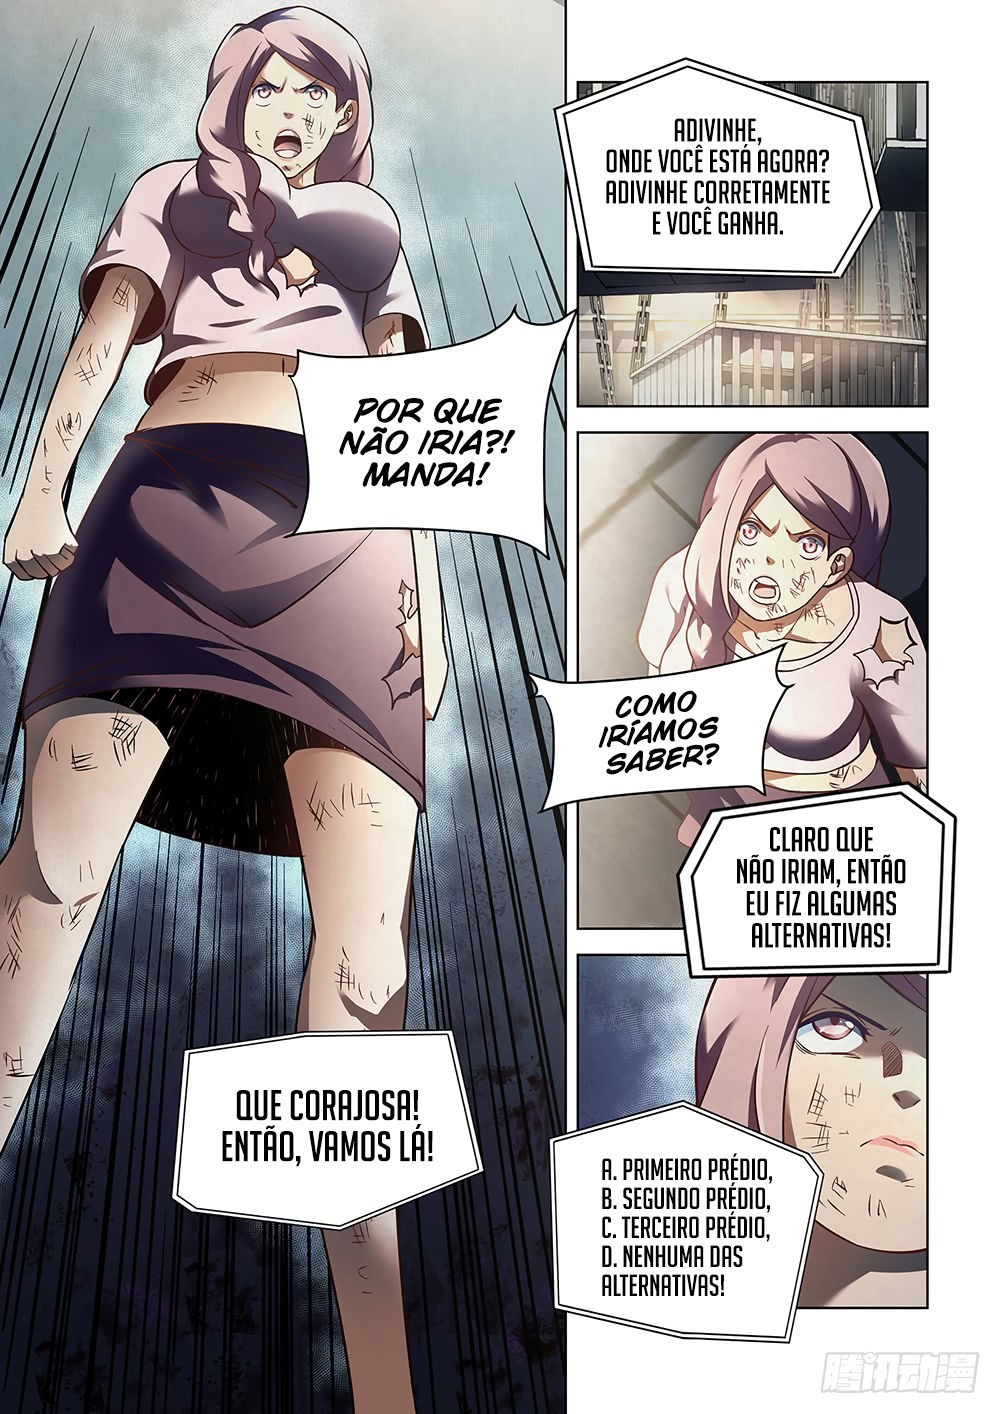 POR QUE
NÃO IRIA?!
MANDA!
QUE CORAJOSA!
ENTÃO, VAMOS LÁ!
ADIVINHE,
ONDE VOCÊ ESTÁ AGORA?
ADIVINHE CORRETAMENTE
E VOCÊ GANHA.
COMO
IRÍAMOS
SABER?
CLARO QUE
NÃO IRIAM, ENTÃO
EU FIZ ALGUMAS
ALTERNATIVAS!
A. PRIMEIRO PRÉDIO,
B. SEGUNDO PRÉDIO,
C. TERCEIRO PRÉDIO,
D. NENHUMA DAS
ALTERNATIVAS!
腾讯动漫